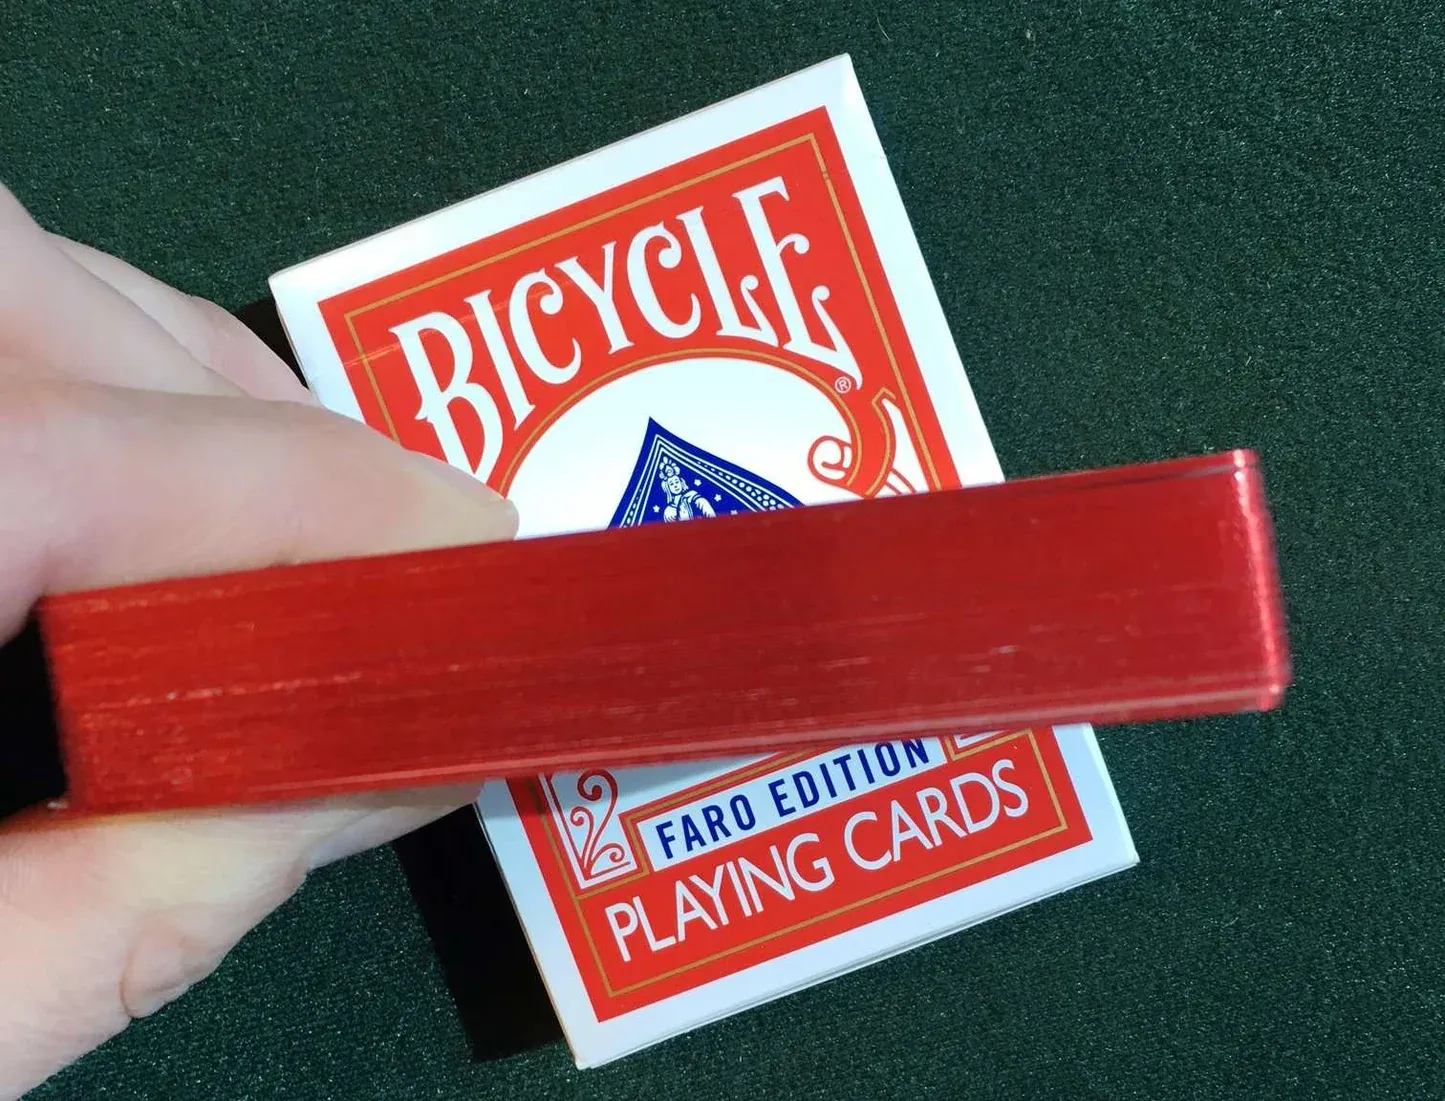 BICYCLE
®
FARO EDITION
PLAYING CARDS